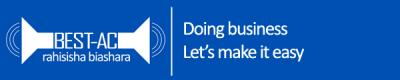 BEST-AC
rahisisha biashara
Doing business
Let's make it easy